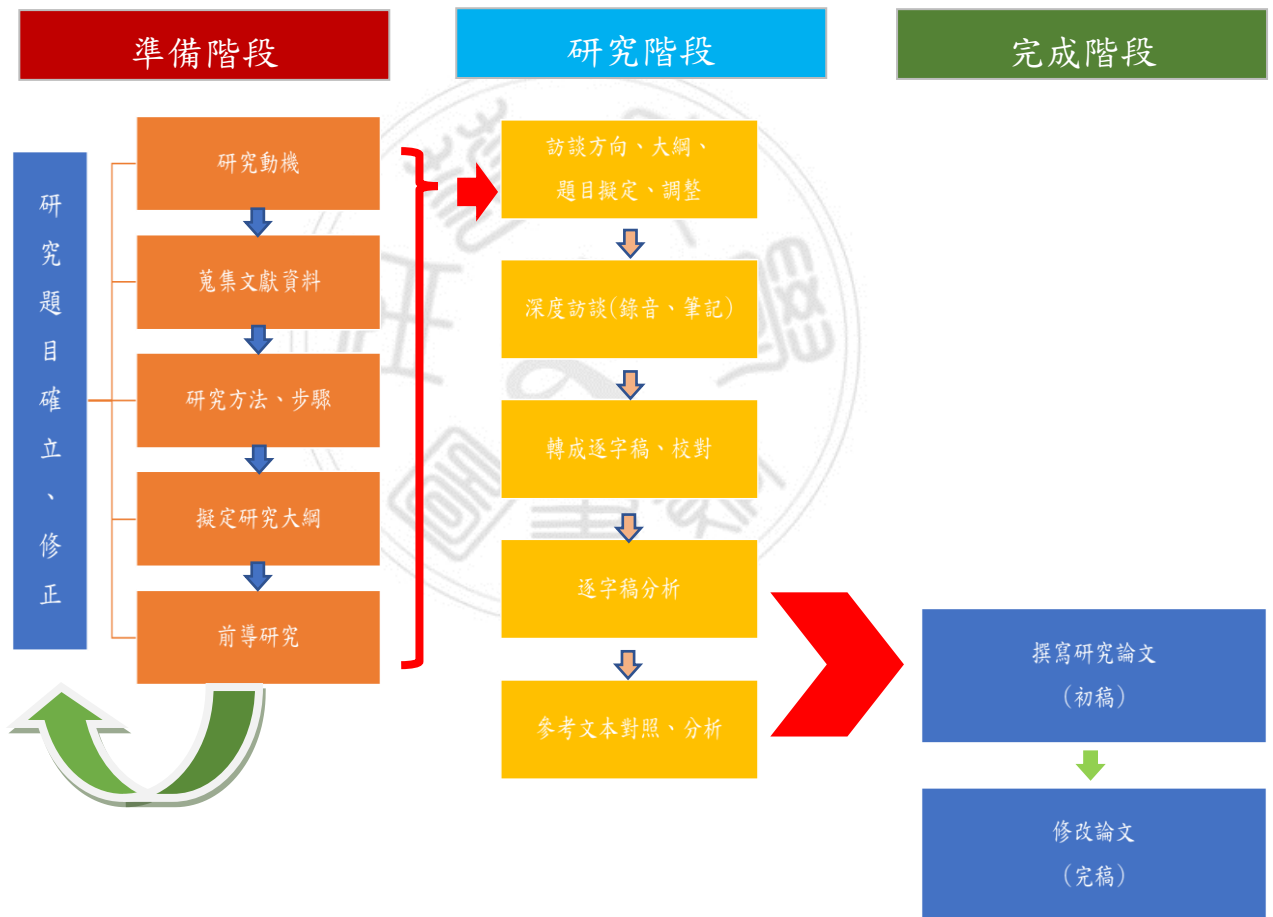 準備階段
研究題目確立、修正
研究動機
蒐集文獻資料
研究方法、步驟
擬定研究大綱
前導研究
研究階段
訪談方向、大綱、
題目擬定、調整
深度訪談(錄音、筆記)
轉成逐字稿、校對
逐字稿分析
參考文本對照、分析
完成階段
撰寫研究論文
(初稿)
修改論文
(完稿)